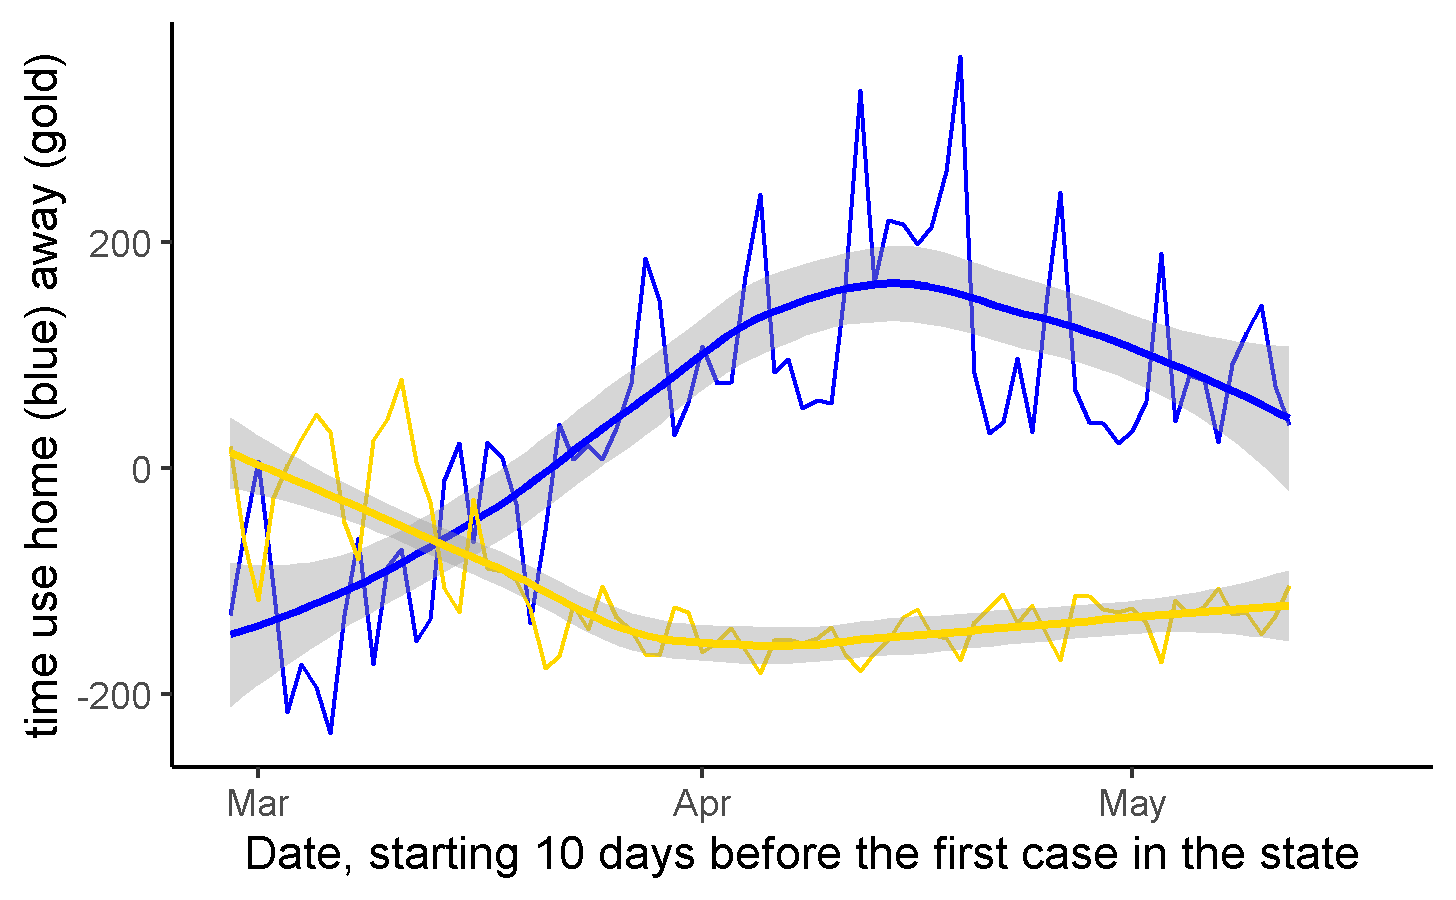 time use home (blue) away (gold)
200
0
-200
Mar
Apr
May
Date, starting 10 days before the first case in the state